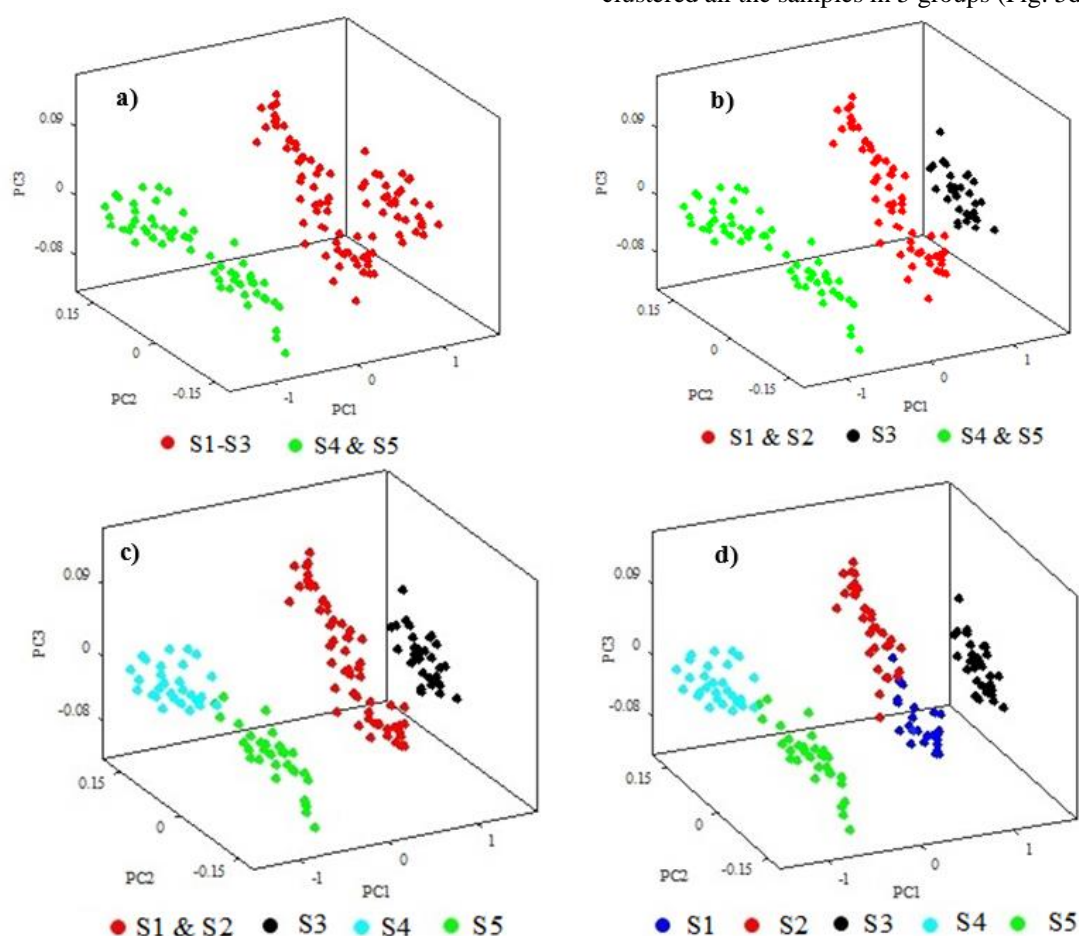 clustered all the samples in 5 groups (Fig. 5d
a)
0.09
PC3
0
-0.08
0.15
0
PC2
-0.15
-1
0
1
PC1
S1-S3 S4 & S5
b)
0.09
PC3
0
-0.08
0.15
0
PC2
-0.15
-1
0
1
PC1
S1 & S2 S3 S4 & S5
c)
0.09
PC3
0
-0.08
0.15
0
PC2
-0.15
-1
0
1
PC1
S1 & S2 S3 S4 S5
d)
0.09
PC3
0
-0.08
0.15
0
PC2
-0.15
-1
0
1
PC1
S1 S2 S3 S4 S5